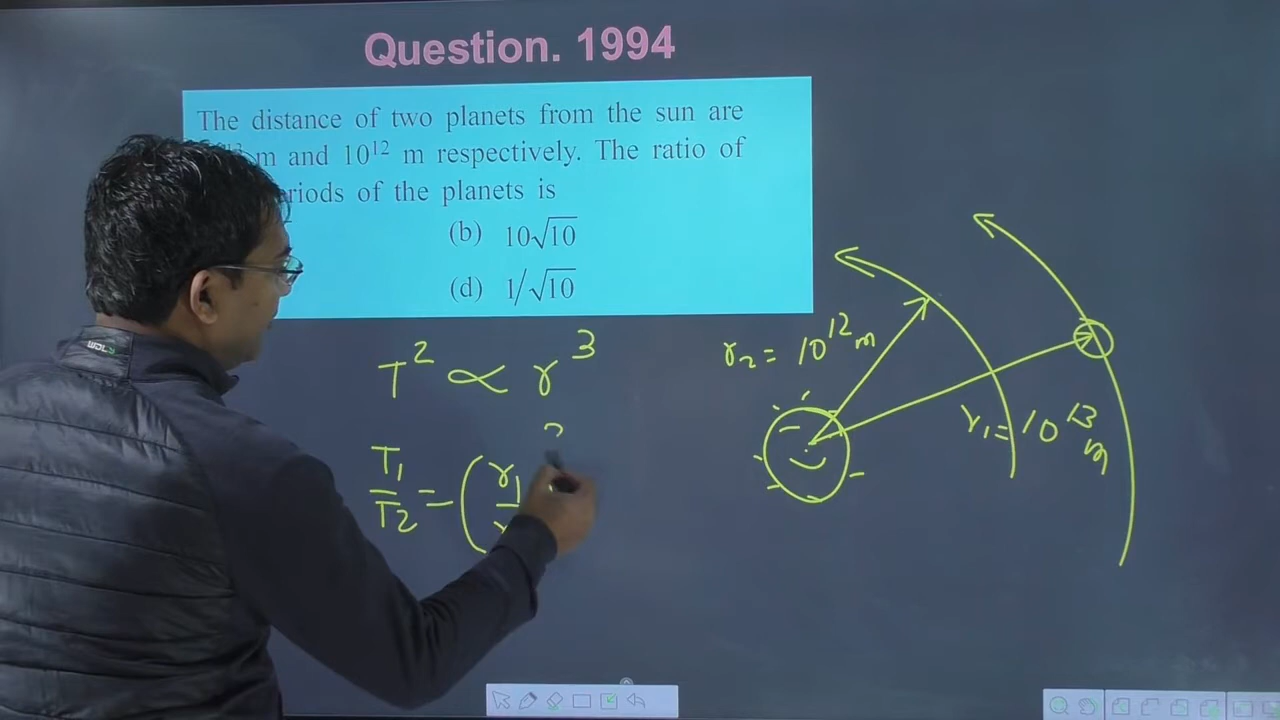 Question. 1994
The distance of two planets from the sun are
m and 10¹² m respectively. The ratio of
of the planets is
(b) 10√10
(d) 1/√10
T² ∝ r³
r₂ = 10¹² m
r₁ = 10¹³ m
T₁/T₂ = (r₁